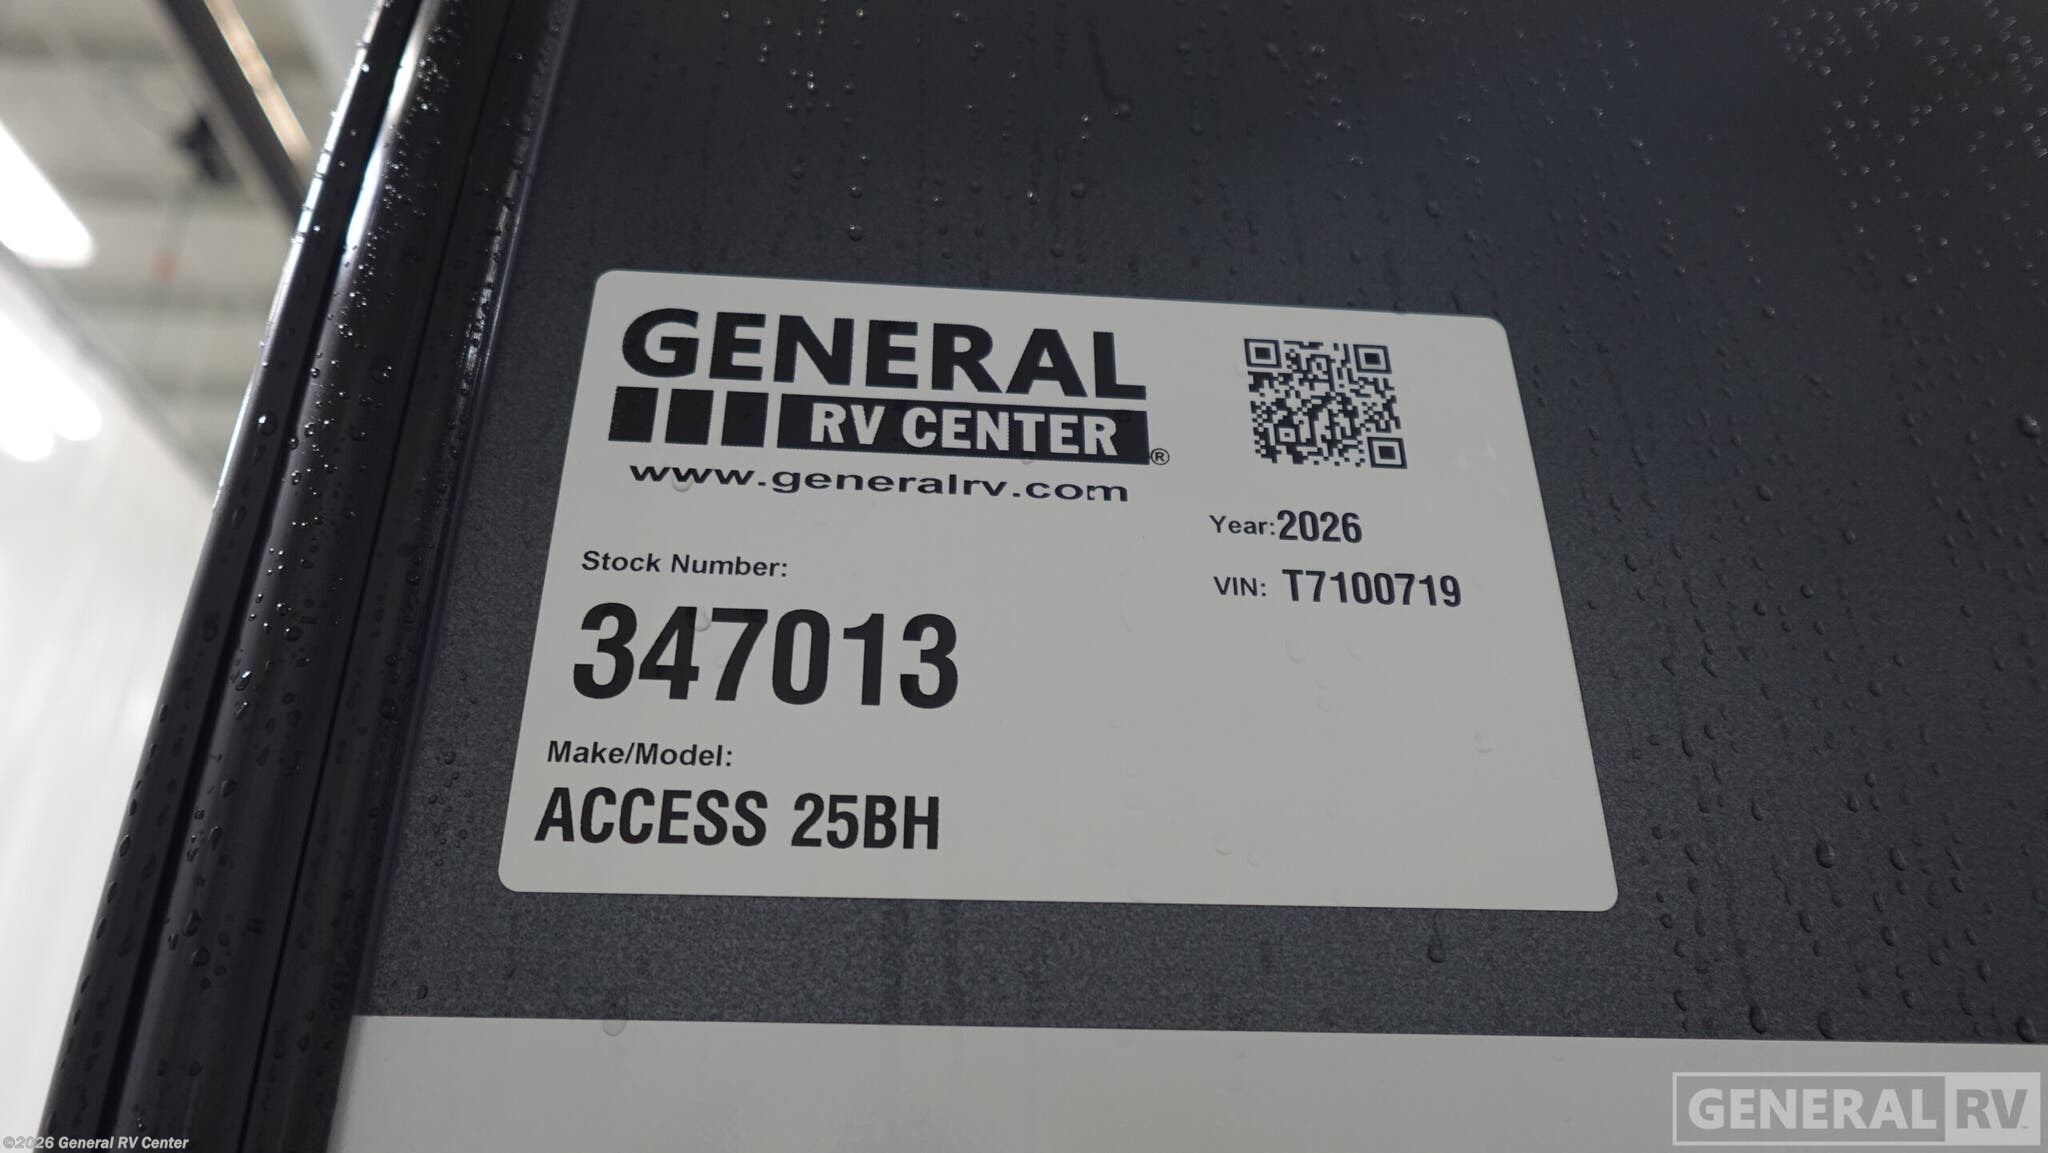 GENERAL
RV CENTER®
www.generalrv.com
Year:2026
VIN: T7100719
Stock Number:
347013
Make/Model:
ACCESS 25BH
©2026 General RV Center
GENERAL RV